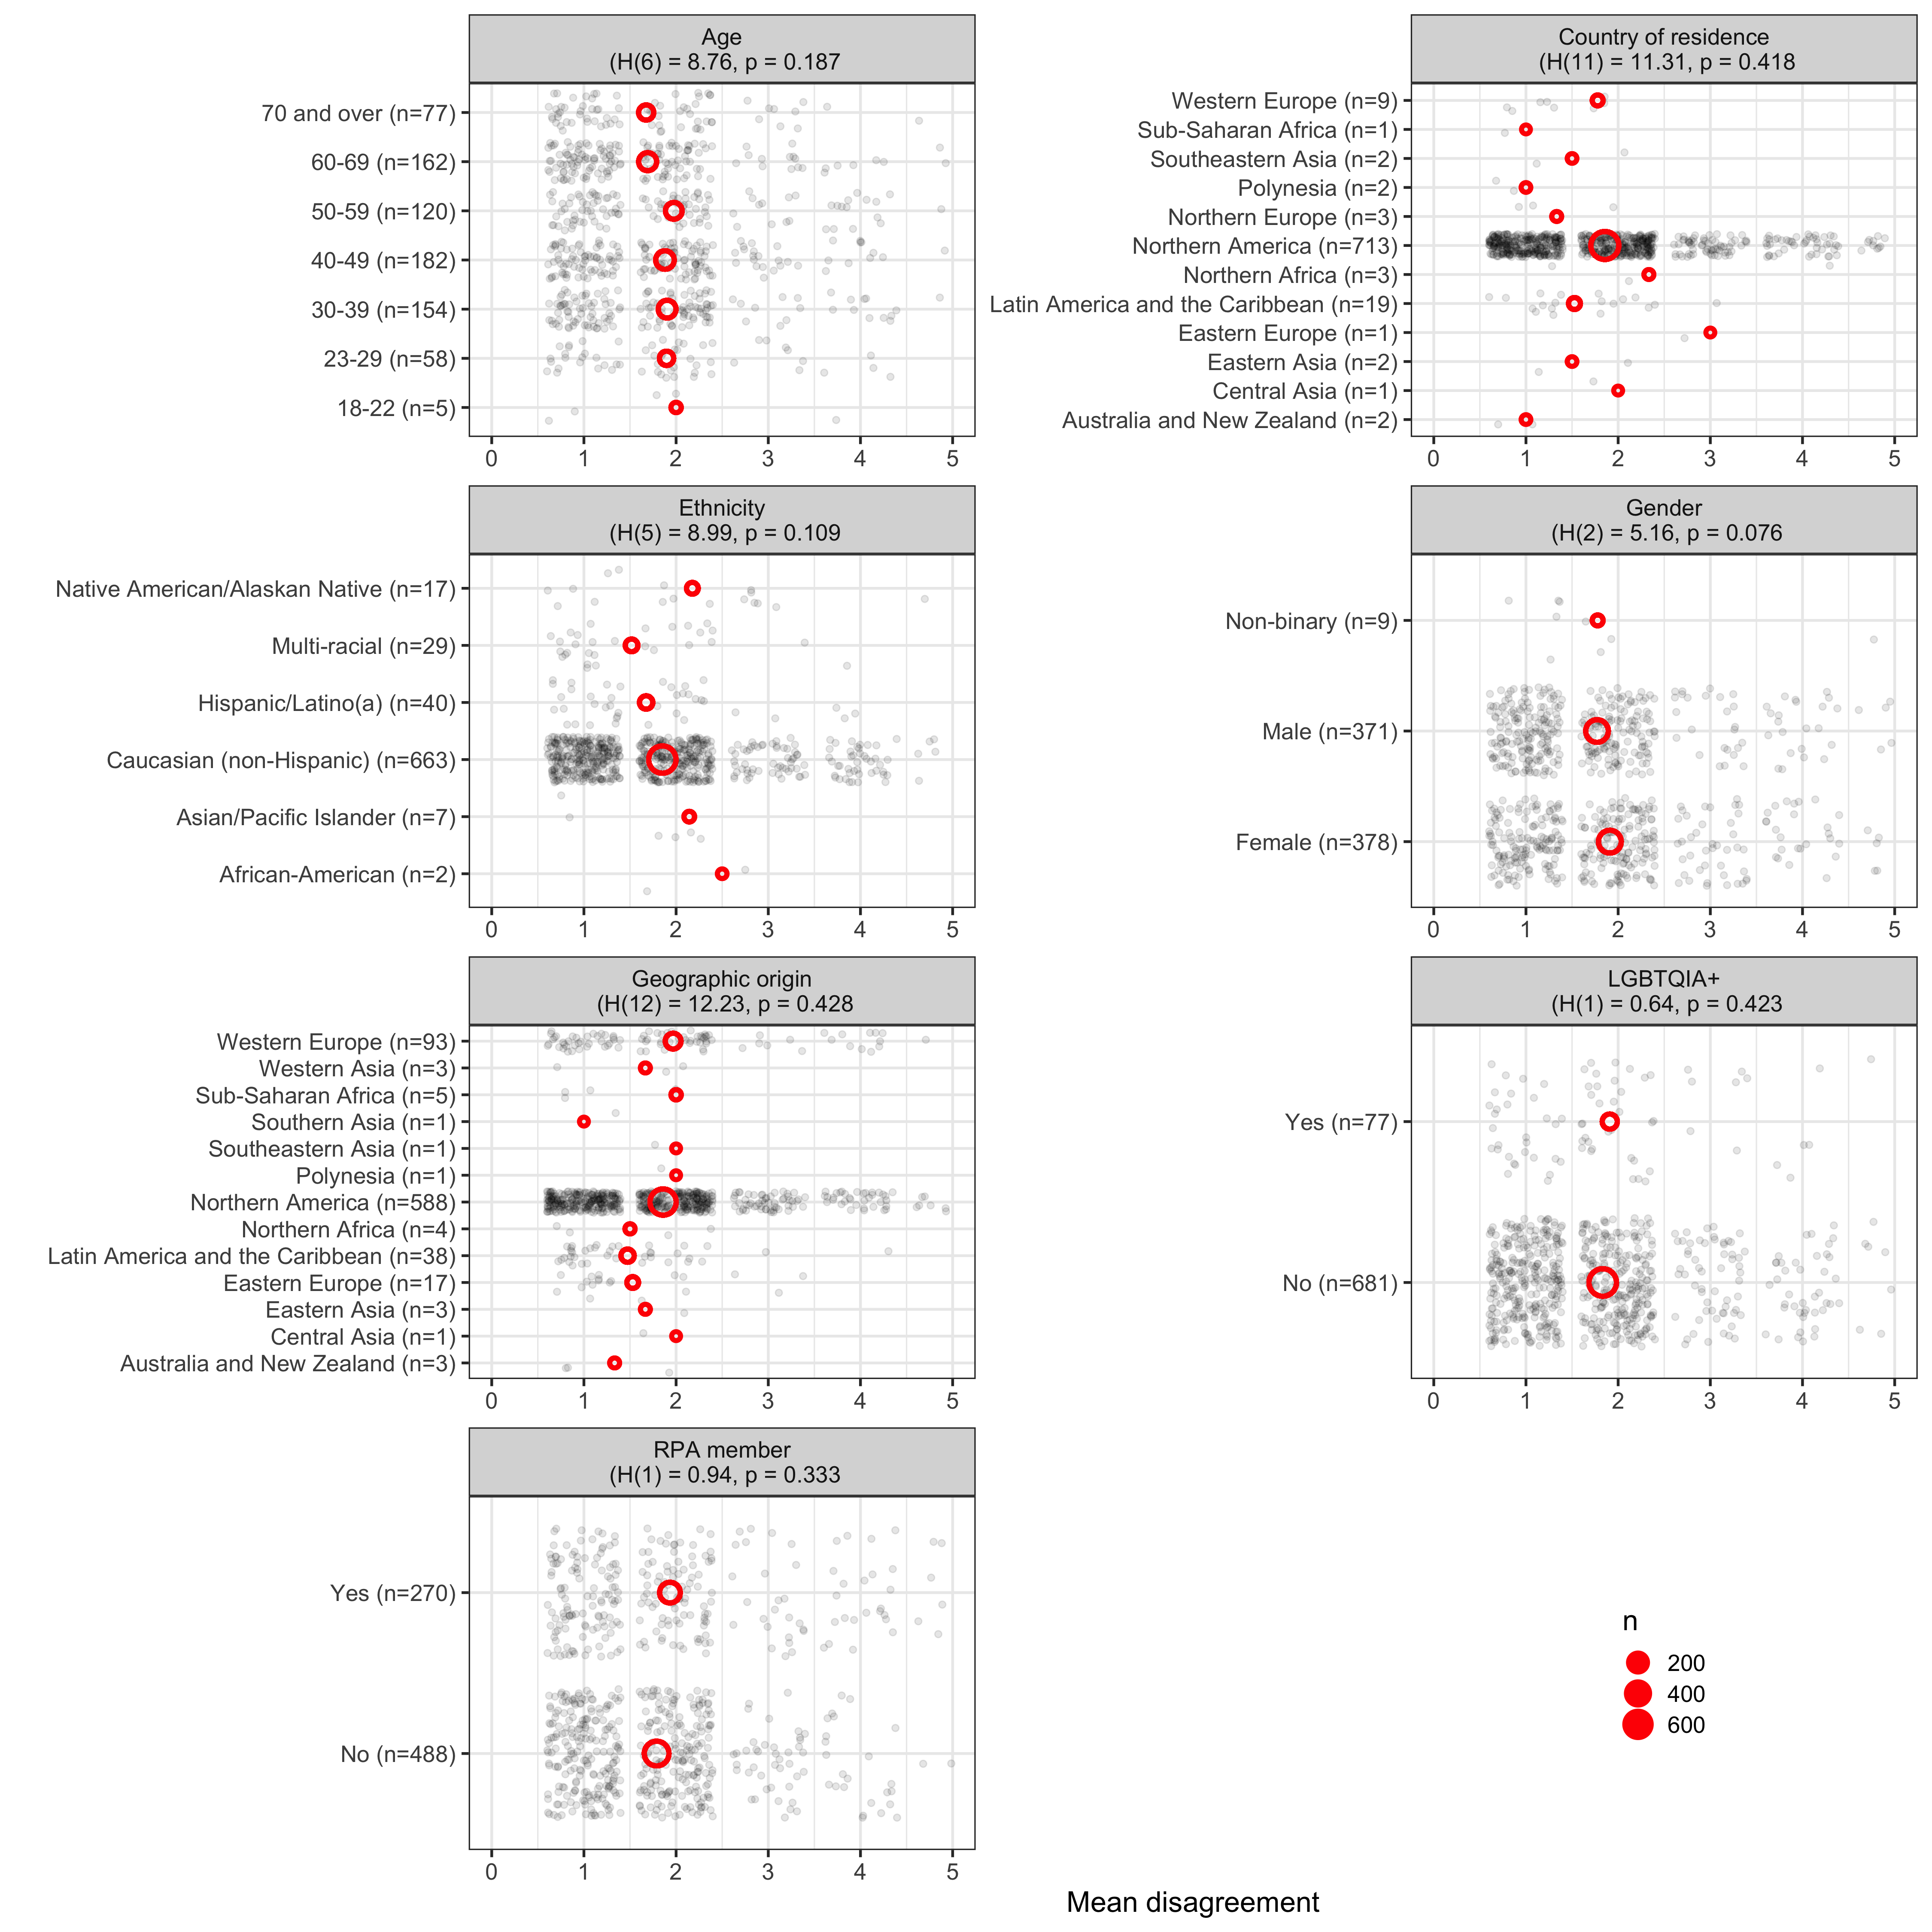 Age
(H(6) = 8.76, p = 0.187
70 and over (n=77)
60-69 (n=162)
50-59 (n=120)
40-49 (n=182)
30-39 (n=154)
23-29 (n=58)
18-22 (n=5)
0 1 2 3 4 5
Country of residence
(H(11) = 11.31, p = 0.418
Western Europe (n=9)
Sub-Saharan Africa (n=1)
Southeastern Asia (n=2)
Polynesia (n=2)
Northern Europe (n=3)
Northern America (n=713)
Northern Africa (n=3)
Latin America and the Caribbean (n=19)
Eastern Europe (n=1)
Eastern Asia (n=2)
Central Asia (n=1)
Australia and New Zealand (n=2)
0 1 2 3 4 5
Ethnicity
(H(5) = 8.99, p = 0.109
Native American/Alaskan Native (n=17)
Multi-racial (n=29)
Hispanic/Latino(a) (n=40)
Caucasian (non-Hispanic) (n=663)
Asian/Pacific Islander (n=7)
African-American (n=2)
0 1 2 3 4 5
Gender
(H(2) = 5.16, p = 0.076
Non-binary (n=9)
Male (n=371)
Female (n=378)
0 1 2 3 4 5
Geographic origin
(H(12) = 12.23, p = 0.428
Western Europe (n=93)
Western Asia (n=3)
Sub-Saharan Africa (n=5)
Southern Asia (n=1)
Southeastern Asia (n=1)
Polynesia (n=1)
Northern America (n=588)
Northern Africa (n=4)
Latin America and the Caribbean (n=38)
Eastern Europe (n=17)
Eastern Asia (n=3)
Central Asia (n=1)
Australia and New Zealand (n=3)
0 1 2 3 4 5
LGBTQIA+
(H(1) = 0.64, p = 0.423
Yes (n=77)
No (n=681)
0 1 2 3 4 5
RPA member
(H(1) = 0.94, p = 0.333
Yes (n=270)
No (n=488)
0 1 2 3 4 5
n
200
400
600
Mean disagreement